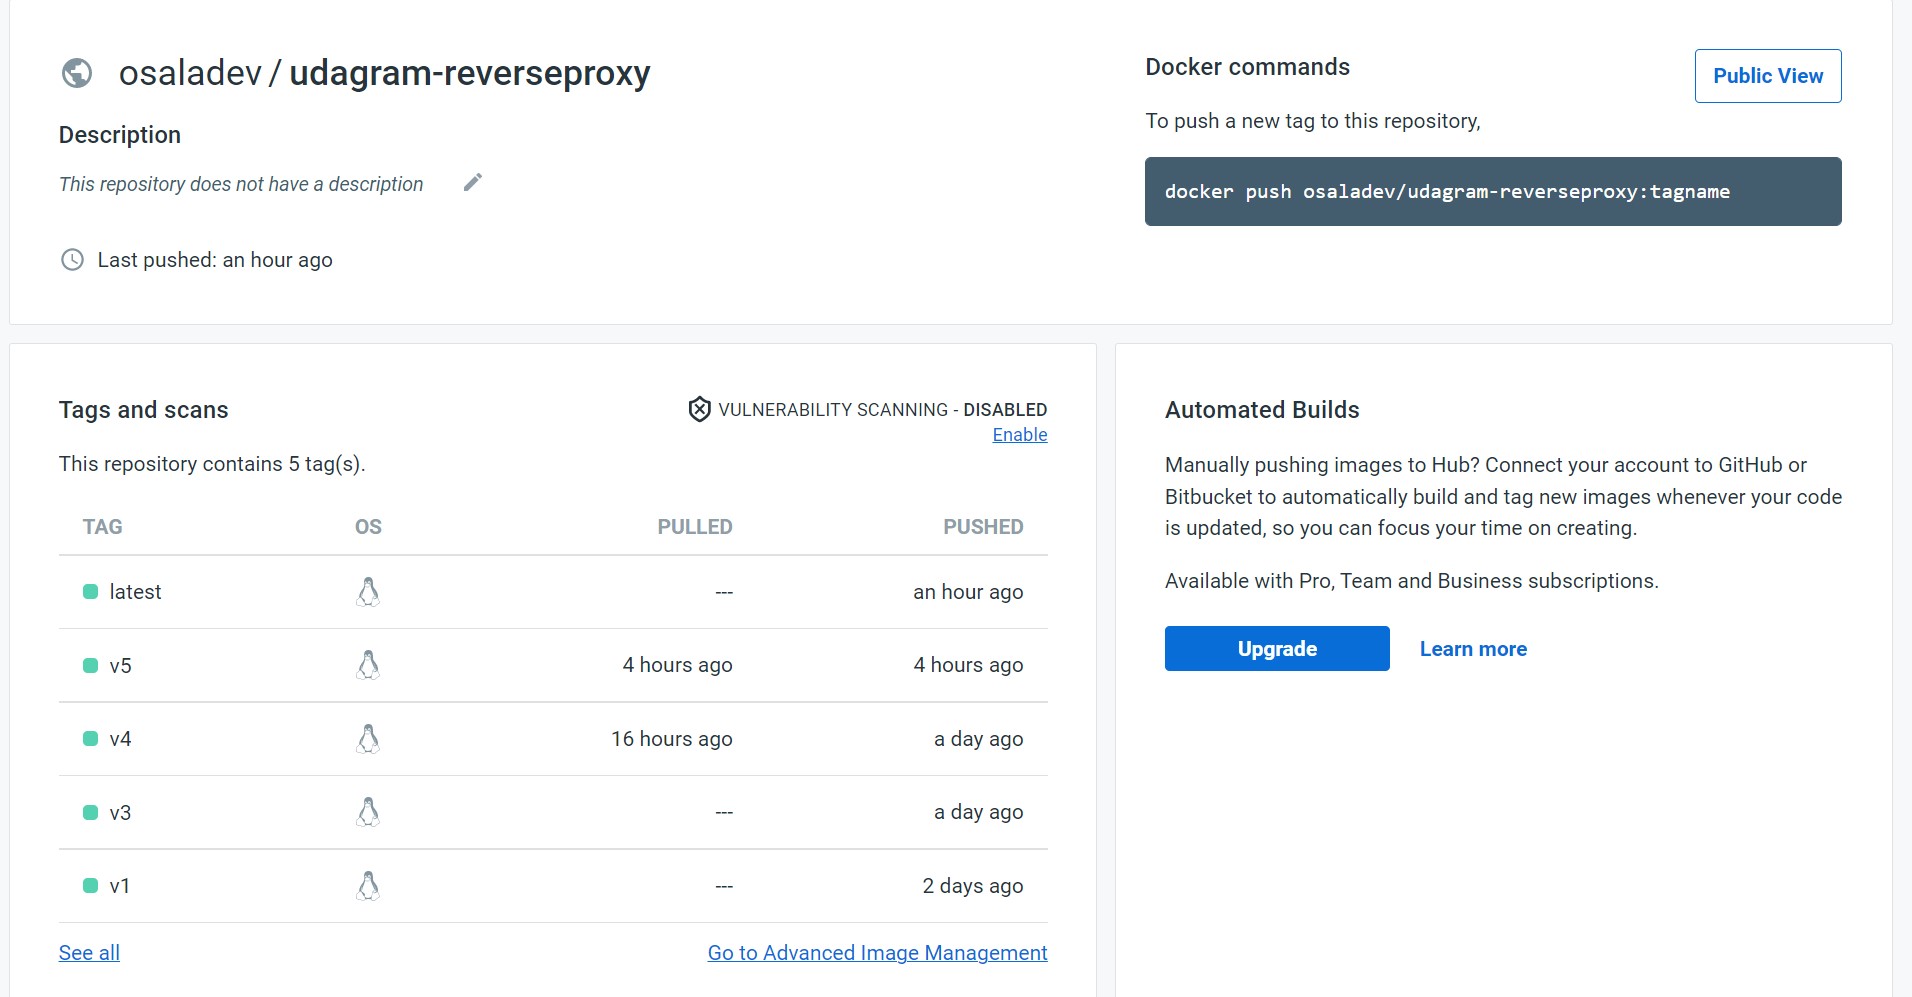 osaladev / udagram-reverseproxy
Description
This repository does not have a description
Last pushed: an hour ago
Docker commands
Public View
To push a new tag to this repository,
docker push osaladev/udagram-reverseproxy:tagname
Tags and scans
VULNERABILITY SCANNING - DISABLED
Enable
This repository contains 5 tag(s).
TAG OS PULLED PUSHED
latest --- an hour ago
v5 4 hours ago 4 hours ago
v4 16 hours ago a day ago
v3 --- a day ago
v1 --- 2 days ago
See all Go to Advanced Image Management
Automated Builds
Manually pushing images to Hub? Connect your account to GitHub or
Bitbucket to automatically build and tag new images whenever your code
is updated, so you can focus your time on creating.
Available with Pro, Team and Business subscriptions.
Upgrade Learn more